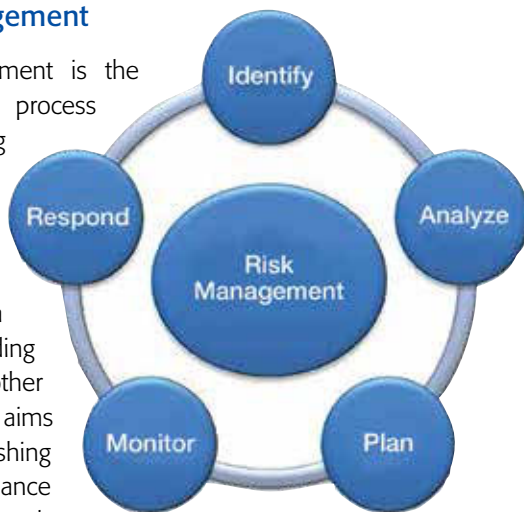 gement
ment is the
process
g
ling
other
aims
shing
ance
Identify
Analyze
Plan
Monitor
Respond
Risk
Management